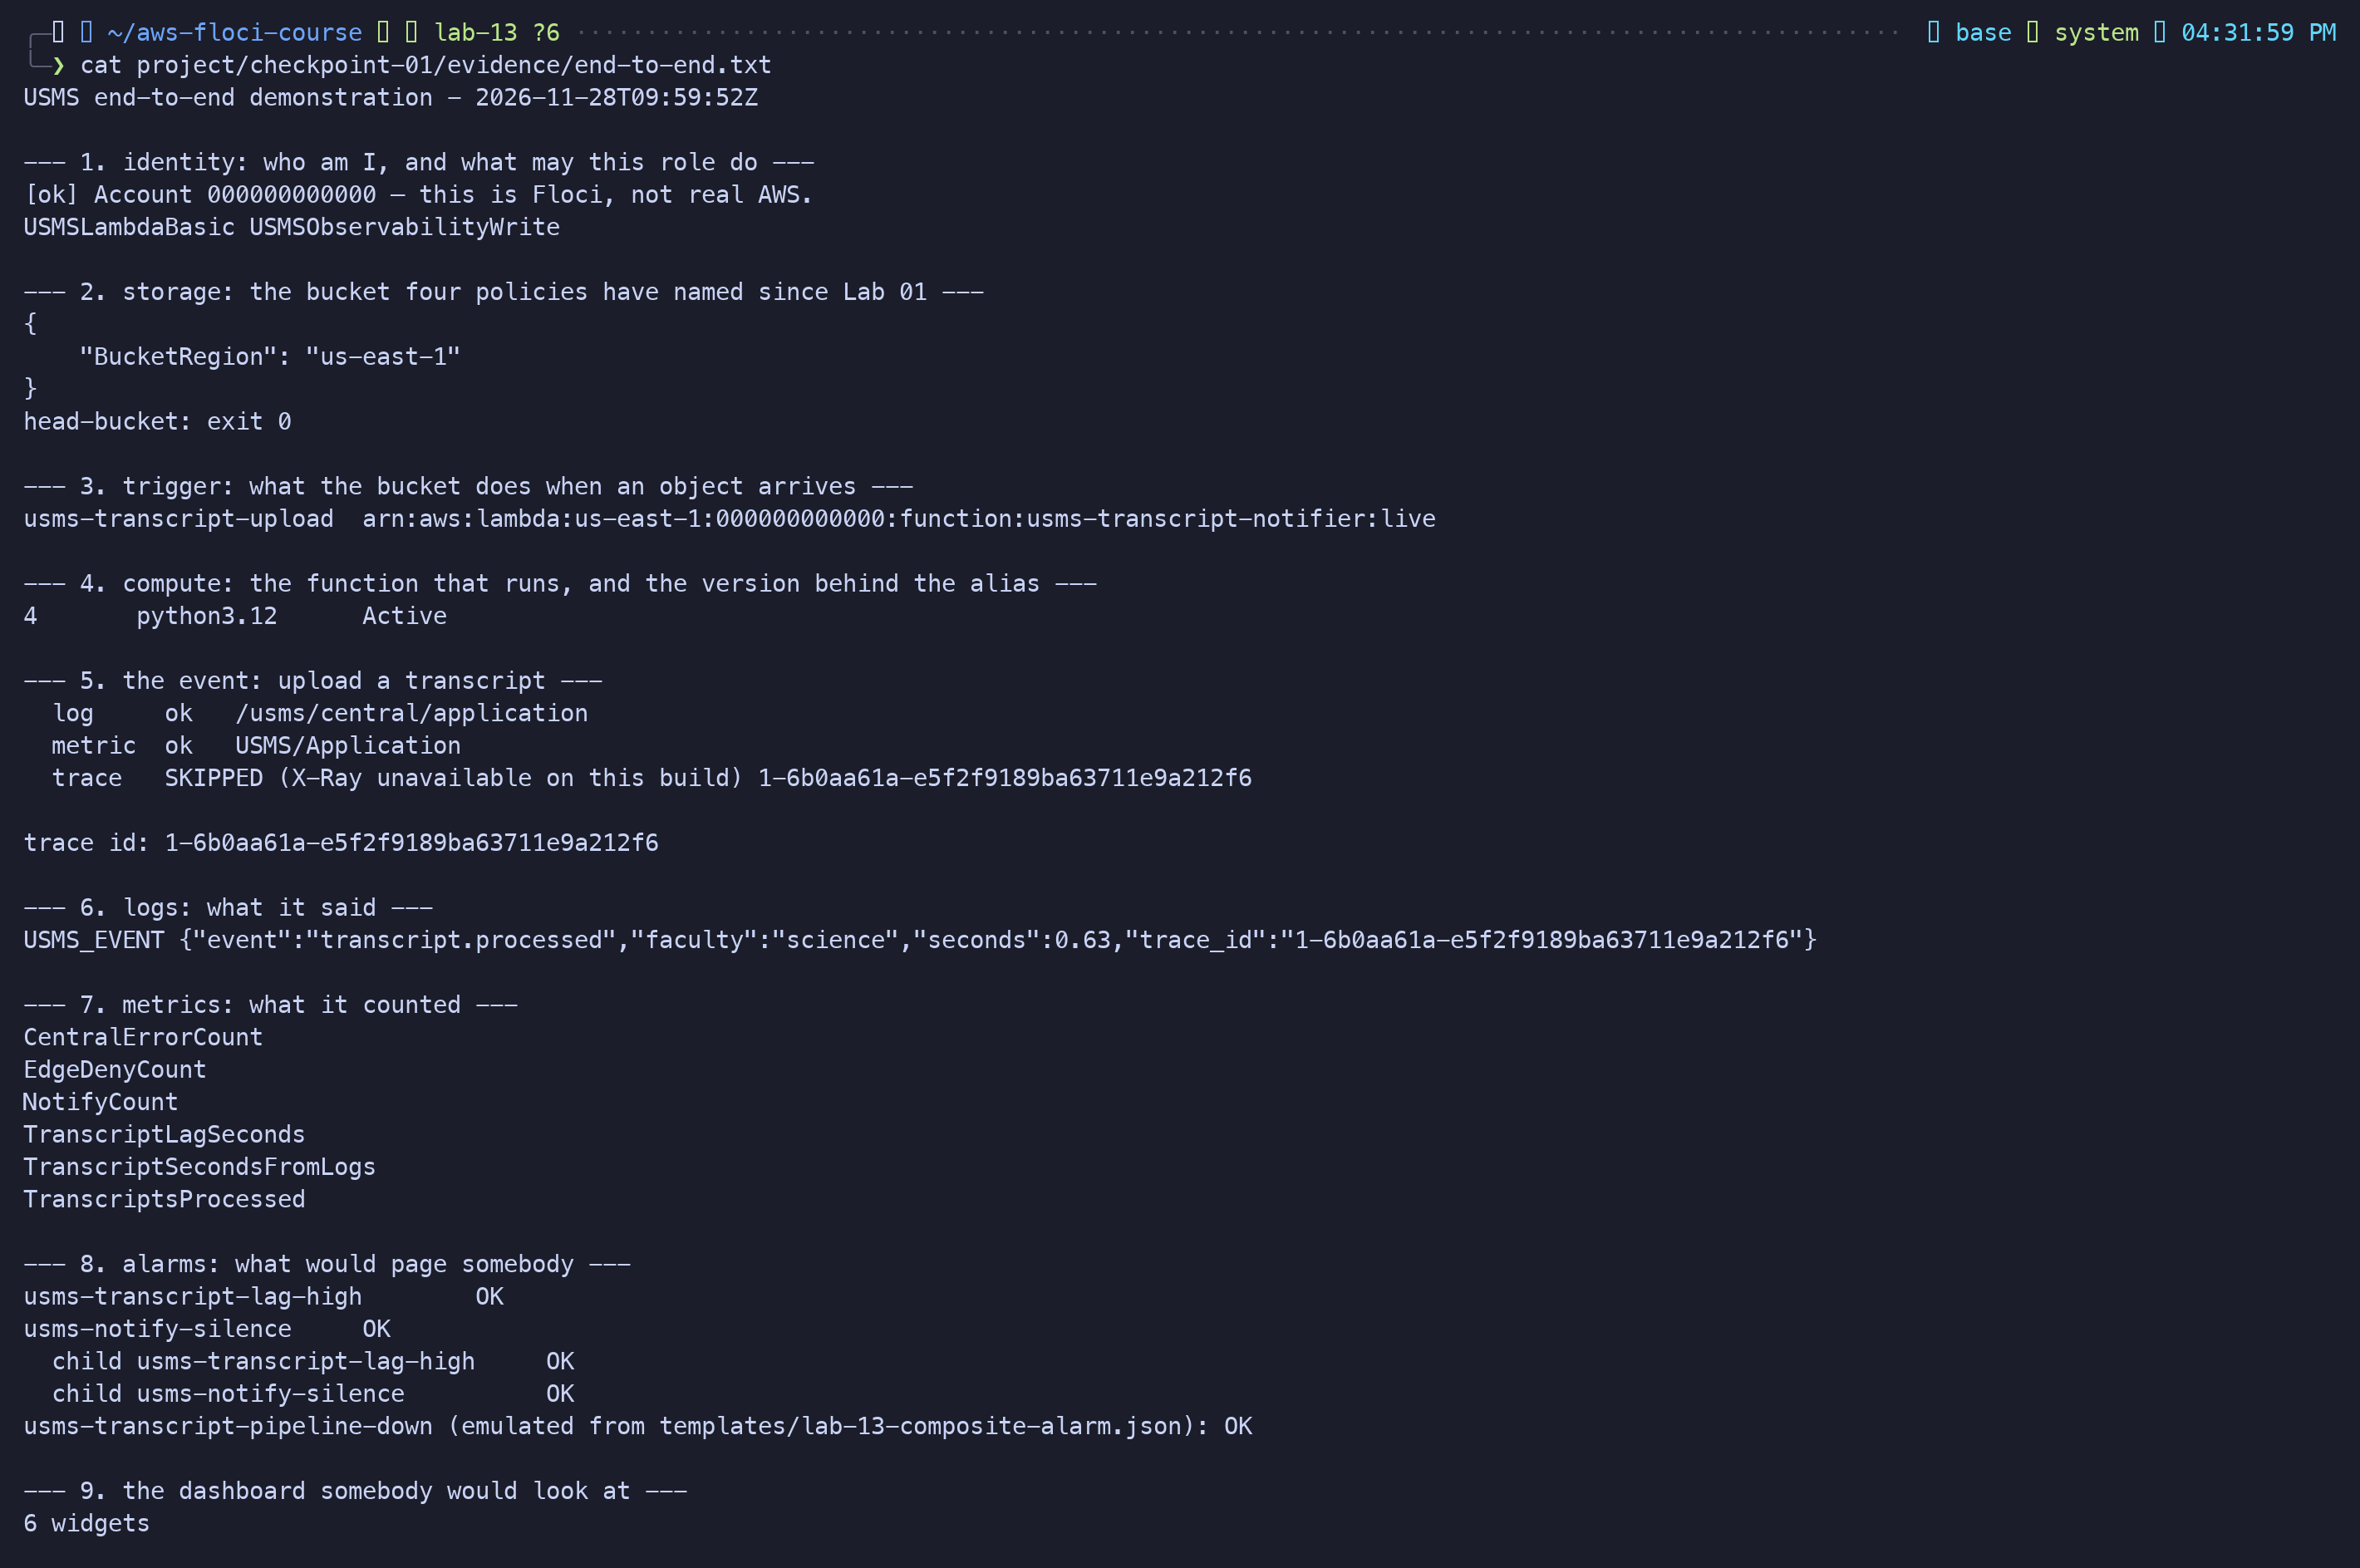 ~/aws-floci-course lab-13 ?6 base system 04:31:59 PM
❯ cat project/checkpoint-01/evidence/end-to-end.txt
USMS end-to-end demonstration - 2026-11-28T09:59:52Z
--- 1. identity: who am I, and what may this role do ---
[ok] Account 000000000000 — this is Floci, not real AWS.
USMSLambdaBasic USMSObservabilityWrite
--- 2. storage: the bucket four policies have named since Lab 01 ---
{
    "BucketRegion": "us-east-1"
}
head-bucket: exit 0
--- 3. trigger: what the bucket does when an object arrives ---
usms-transcript-upload  arn:aws:lambda:us-east-1:000000000000:function:usms-transcript-notifier:live
--- 4. compute: the function that runs, and the version behind the alias ---
4       python3.12      Active
--- 5. the event: upload a transcript ---
  log     ok   /usms/central/application
  metric  ok   USMS/Application
  trace   SKIPPED (X-Ray unavailable on this build) 1-6b0aa61a-e5f2f9189ba63711e9a212f6
trace id: 1-6b0aa61a-e5f2f9189ba63711e9a212f6
--- 6. logs: what it said ---
USMS_EVENT {"event":"transcript.processed","faculty":"science","seconds":0.63,"trace_id":"1-6b0aa61a-e5f2f9189ba63711e9a212f6"}
--- 7. metrics: what it counted ---
CentralErrorCount
EdgeDenyCount
NotifyCount
TranscriptLagSeconds
TranscriptSecondsFromLogs
TranscriptsProcessed
--- 8. alarms: what would page somebody ---
usms-transcript-lag-high        OK
usms-notify-silence     OK
  child usms-transcript-lag-high     OK
  child usms-notify-silence          OK
usms-transcript-pipeline-down (emulated from templates/lab-13-composite-alarm.json): OK
--- 9. the dashboard somebody would look at ---
6 widgets